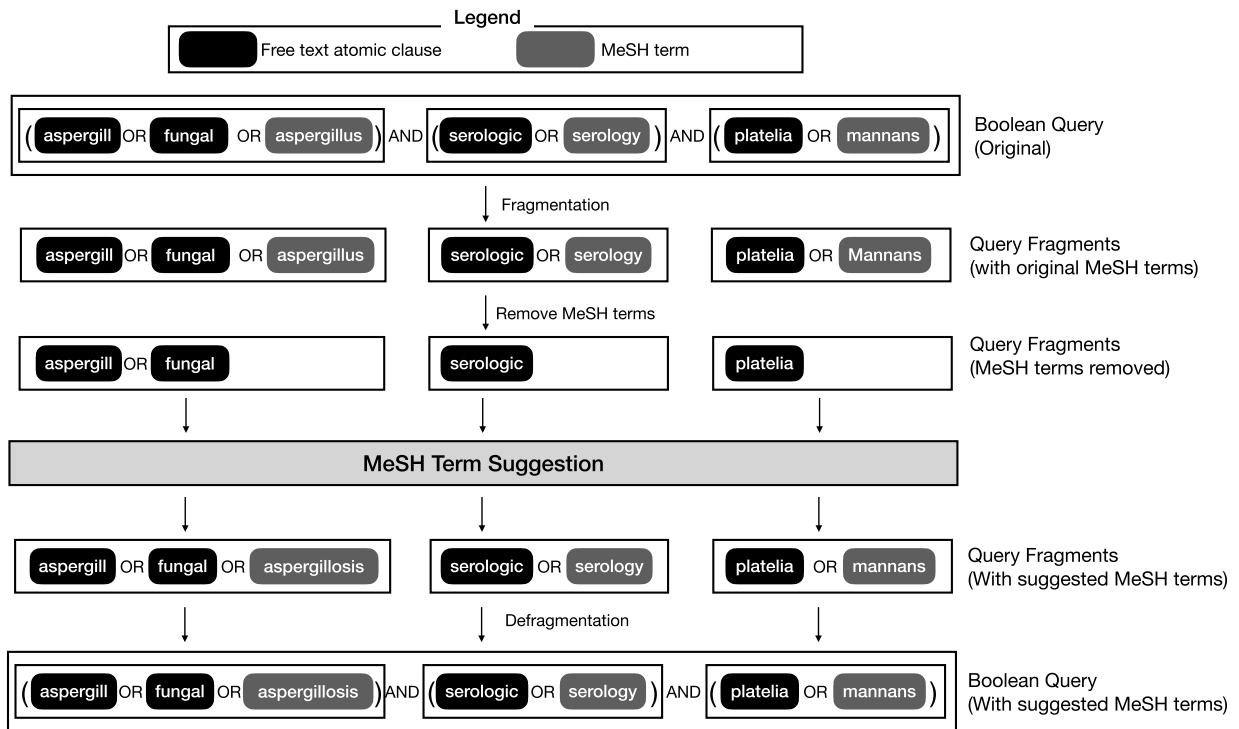 Legend
Free text atomic clause MeSH term
(aspergill OR fungal OR aspergillus) AND (serologic OR serology) AND (platelia OR mannans)
Boolean Query
(Original)
Fragmentation
aspergill OR fungal OR aspergillus serologic OR serology platelia OR Mannans
Query Fragments
(with original MeSH terms)
Remove MeSH terms
aspergill OR fungal serologic platelia
Query Fragments
(MeSH terms removed)
MeSH Term Suggestion
aspergill OR fungal OR aspergillosis serologic OR serology platelia OR mannans
Query Fragments
(With suggested MeSH terms)
Defragmentation
(aspergill OR fungal OR aspergillosis) AND (serologic OR serology) AND (platelia OR mannans)
Boolean Query
(With suggested MeSH terms)